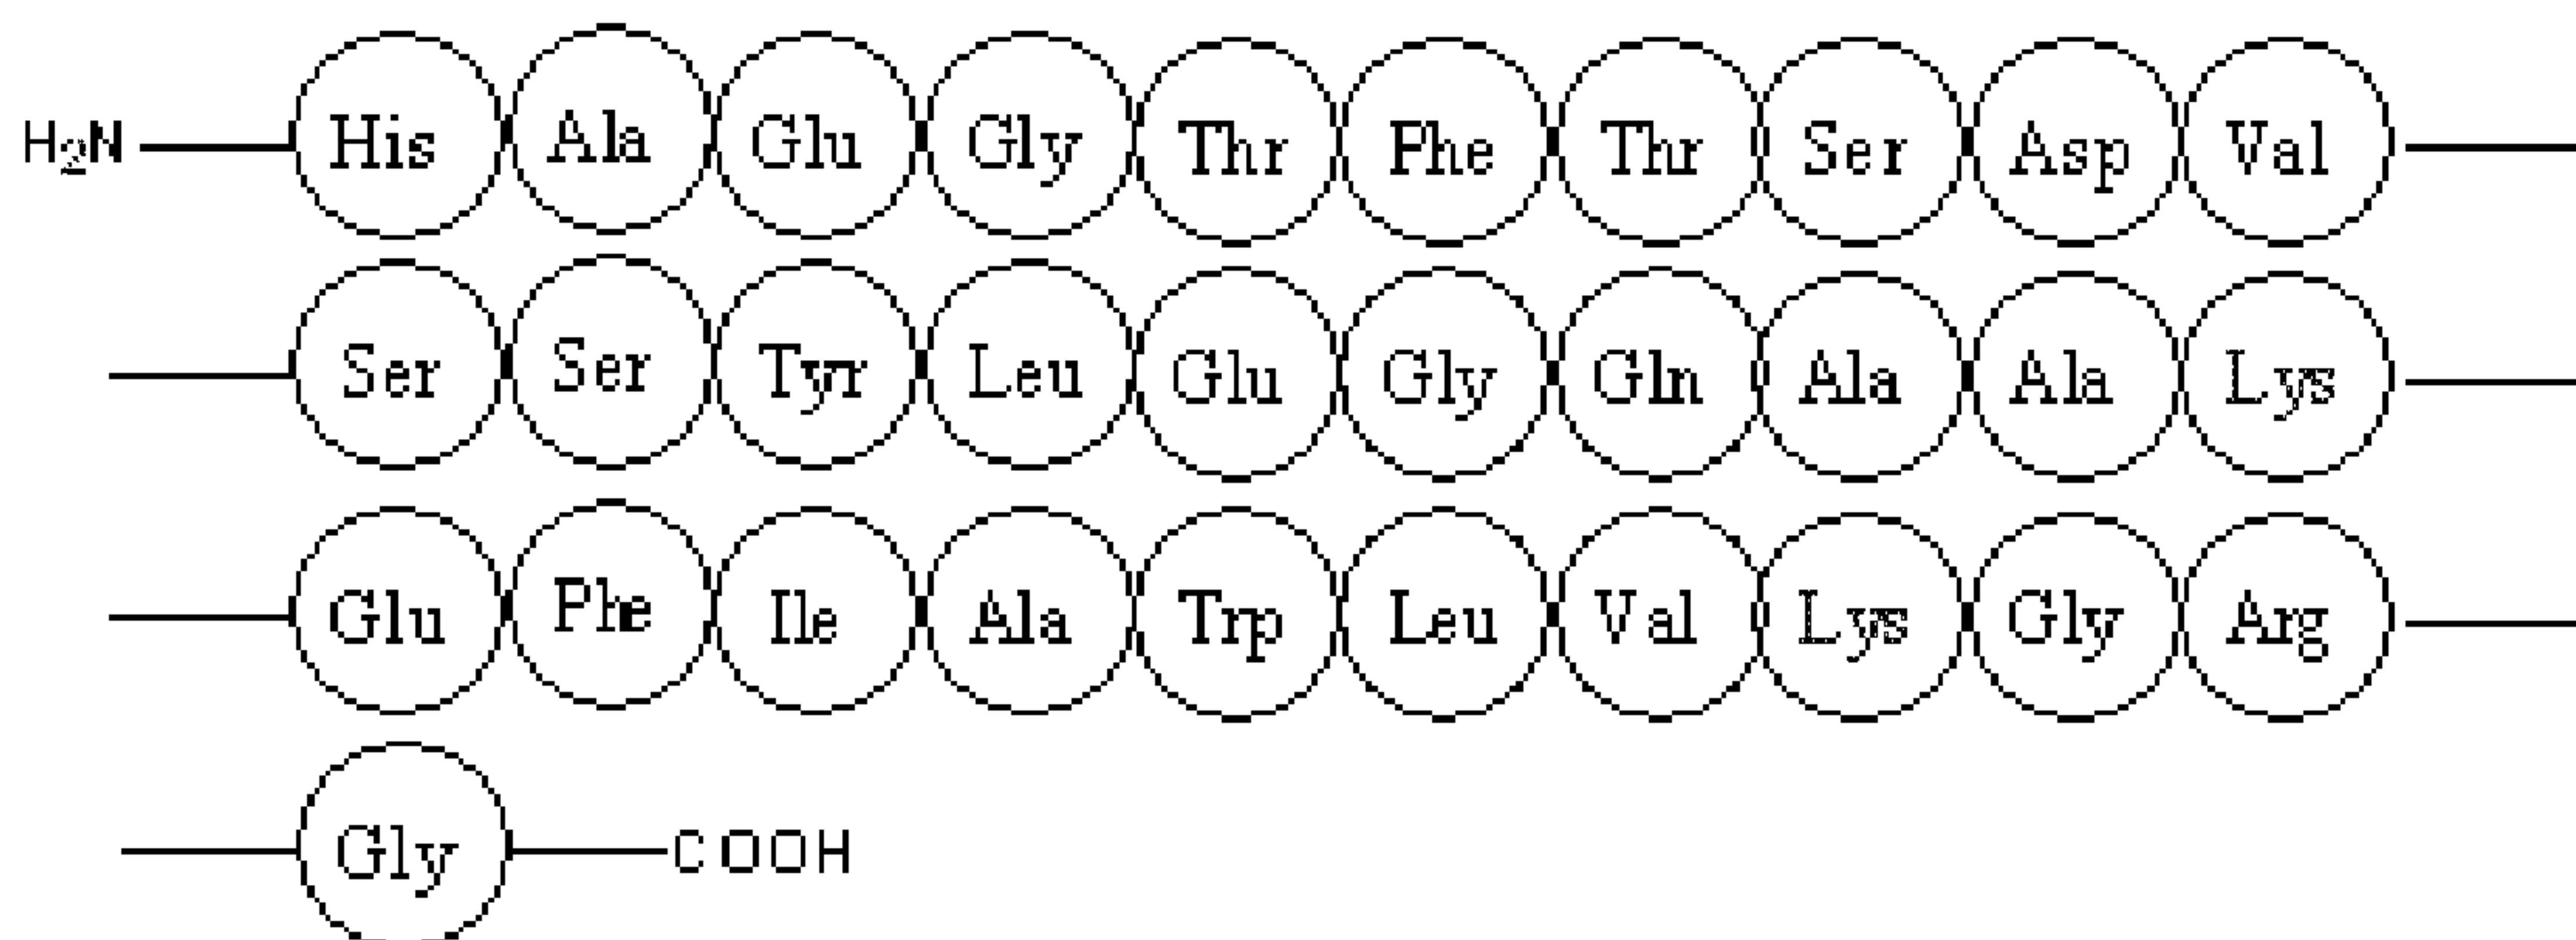 H₂N His Ala Glu Gly Thr Phe Thr Ser Asp Val
Ser Ser Tyr Leu Glu Gly Gln Ala Ala Lys
Glu Phe Ile Ala Trp Leu Val Lys Gly Arg
Gly COOH